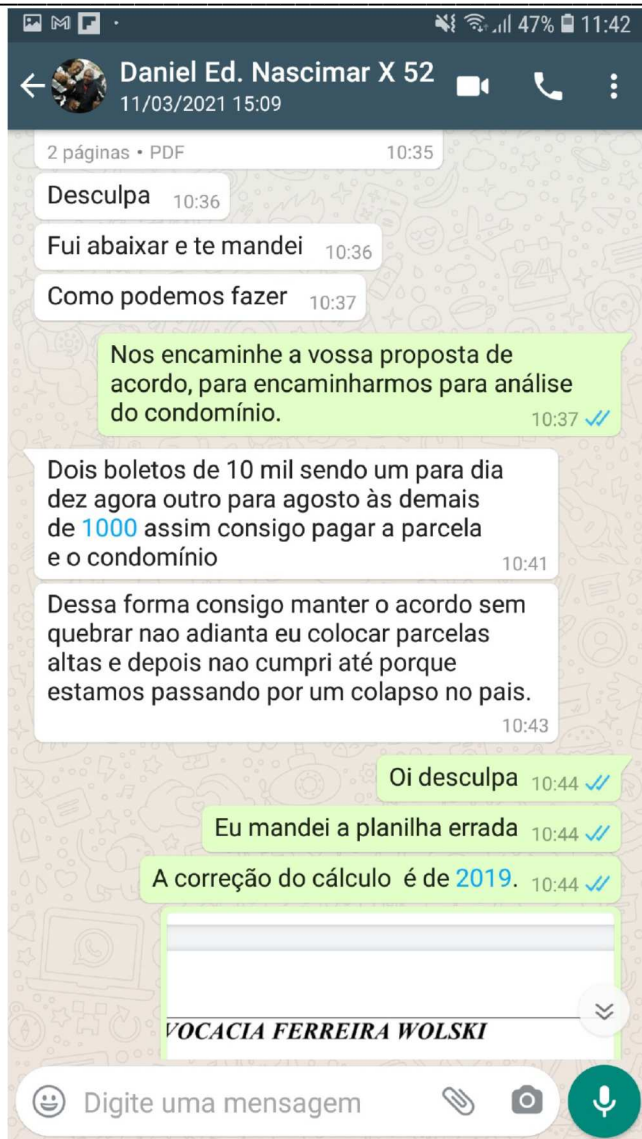 47% 11:42
Daniel Ed. Nascimar X 52
11/03/2021 15:09
2 páginas • PDF 10:35
Desculpa 10:36
Fui abaixar e te mandei 10:36
Como podemos fazer 10:37
Nos encaminhe a vossa proposta de
acordo, para encaminharmos para análise
do condomínio. 10:37
Dois boletos de 10 mil sendo um para dia
dez agora outro para agosto às demais
de 1000 assim consigo pagar a parcela
e o condomínio 10:41
Dessa forma consigo manter o acordo sem
quebrar nao adianta eu colocar parcelas
altas e depois nao cumpri até porque
estamos passando por um colapso no pais.
10:43
Oi desculpa 10:44
Eu mandei a planilha errada 10:44
A correção do cálculo é de 2019. 10:44
VOCACIA FERREIRA WOLSKI
Digite uma mensagem